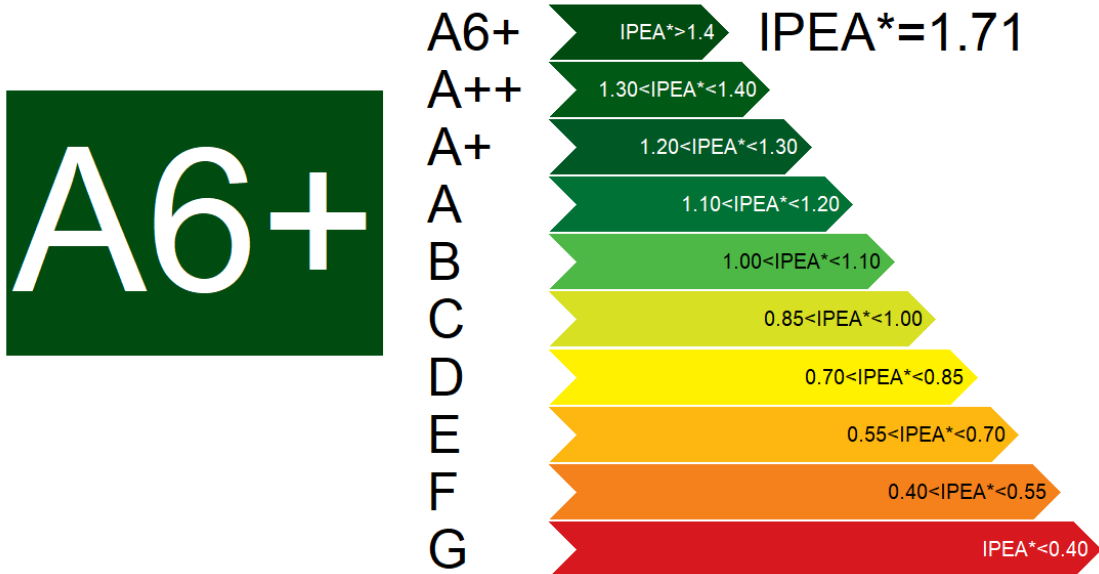 A6+
A6+ IPEA*>1.4 IPEA*=1.71
A++ 1.30<IPEA*<1.40
A+ 1.20<IPEA*<1.30
A 1.10<IPEA*<1.20
B 1.00<IPEA*<1.10
C 0.85<IPEA*<1.00
D 0.70<IPEA*<0.85
E 0.55<IPEA*<0.70
F 0.40<IPEA*<0.55
G IPEA*<0.40